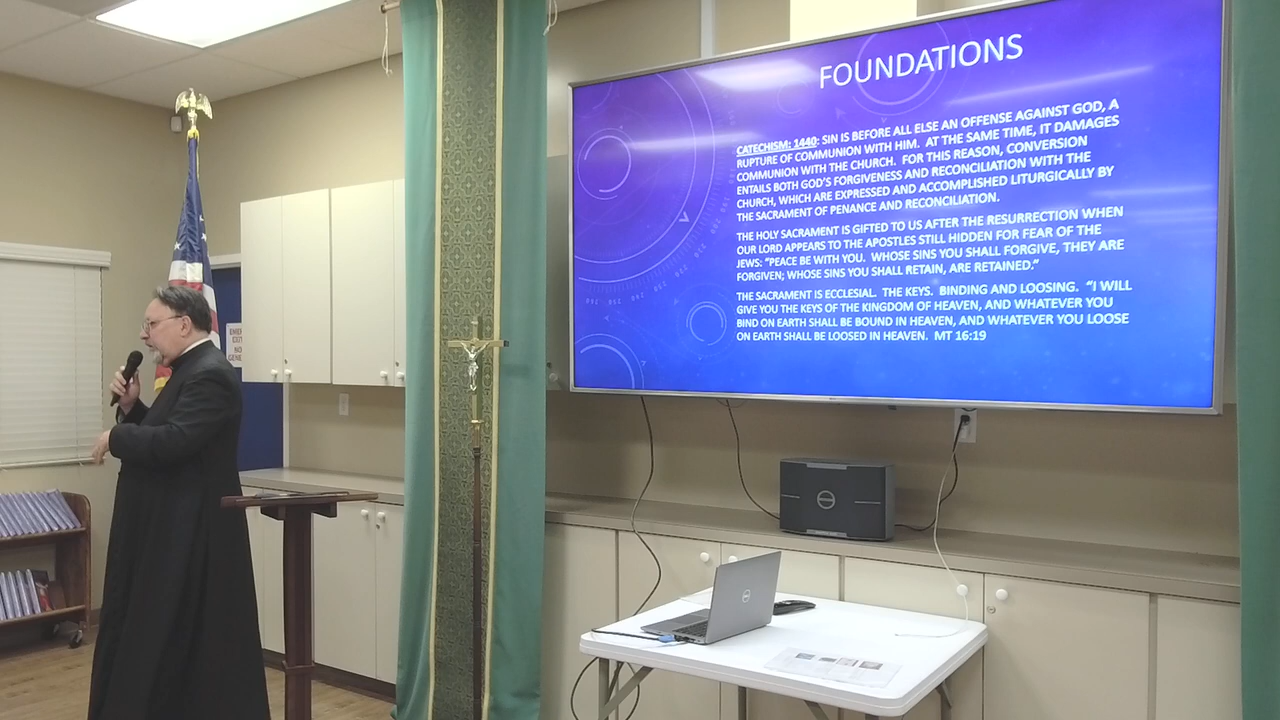 FOUNDATIONS
CATECHISM: 1440: SIN IS BEFORE ALL ELSE AN OFFENSE AGAINST GOD, A
RUPTURE OF COMMUNION WITH HIM. AT THE SAME TIME, IT DAMAGES
COMMUNION WITH THE CHURCH. FOR THIS REASON, CONVERSION
ENTAILS BOTH GOD'S FORGIVENESS AND RECONCILIATION WITH THE
CHURCH, WHICH ARE EXPRESSED AND ACCOMPLISHED LITURGICALLY BY
THE SACRAMENT OF PENANCE AND RECONCILIATION.
THE HOLY SACRAMENT IS GIFTED TO US AFTER THE RESURRECTION WHEN
OUR LORD APPEARS TO THE APOSTLES STILL HIDDEN FOR FEAR OF THE
JEWS: "PEACE BE WITH YOU. WHOSE SINS YOU SHALL FORGIVE, THEY ARE
FORGIVEN; WHOSE SINS YOU SHALL RETAIN, ARE RETAINED."
THE SACRAMENT IS ECCLESIAL. THE KEYS. BINDING AND LOOSING. "I WILL
GIVE YOU THE KEYS OF THE KINGDOM OF HEAVEN, AND WHATEVER YOU
BIND ON EARTH SHALL BE BOUND IN HEAVEN, AND WHATEVER YOU LOOSE
ON EARTH SHALL BE LOOSED IN HEAVEN. MT 16:19